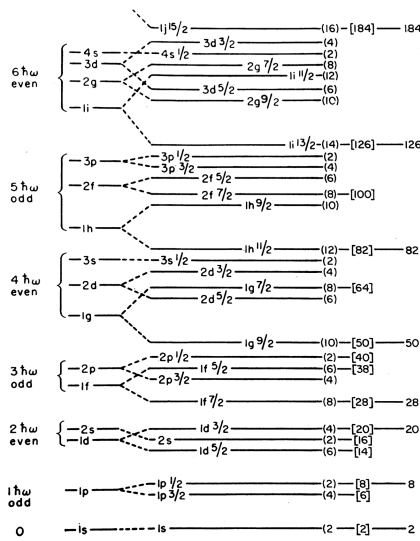 1j 15/2 (16) [184] 184
3d 3/2 (4)
4s 4s 1/2 (2)
3d 2g 7/2 (8)
6ħω 1i 11/2 (12)
even 2g 3d 5/2 (6)
2g 9/2 (10)
1i
1i 13/2 (14) [126] 126
3p 3p 1/2 (2)
3p 3/2 (4)
5ħω 2f 2f 5/2 (6)
odd 2f 7/2 (8) [100]
1h 9/2 (10)
1h
1h 11/2 (12) [82] 82
3s 3s 1/2 (2)
4ħω 2d 2d 3/2 (4)
even 1g 7/2 (8) [64]
2d 5/2 (6)
1g
1g 9/2 (10) [50] 50
2p 1/2 (2) [40]
3ħω 2p 1f 5/2 (6) [38]
odd 1f 2p 3/2 (4)
1f 7/2 (8) [28] 28
2ħω 2s 1d 3/2 (4) [20] 20
even 1d 2s (2) [16]
1d 5/2 (6) [14]
1ħω 1p 1p 1/2 (2) [8] 8
odd 1p 3/2 (4) [6]
0 1s 1s (2 [2] 2